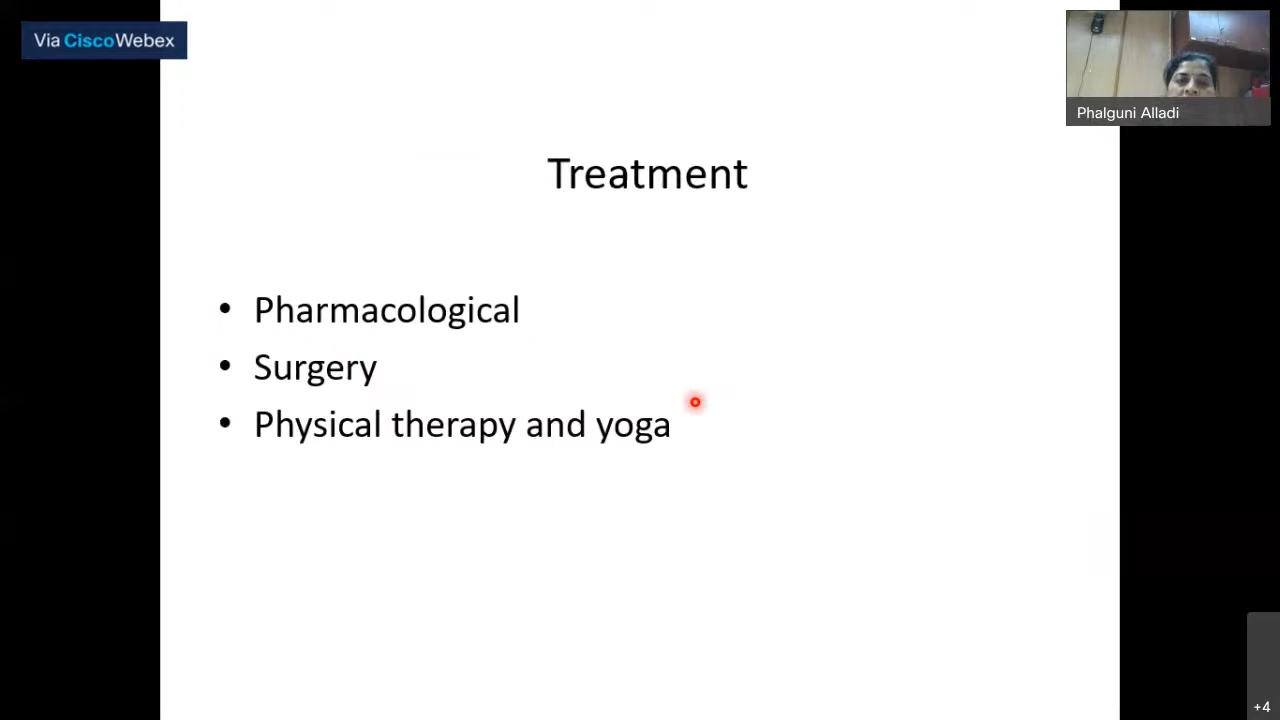 Via CiscoWebex
Phalguni Alladi
Treatment
• Pharmacological
• Surgery
• Physical therapy and yoga
+4